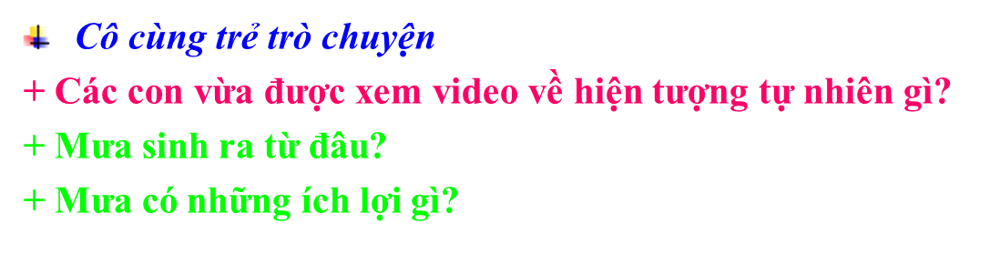 Cô cùng trẻ trò chuyện
+ Các con vừa được xem video về hiện tượng tự nhiên gì?
+ Mưa sinh ra từ đâu?
+ Mưa có những ích lợi gì?